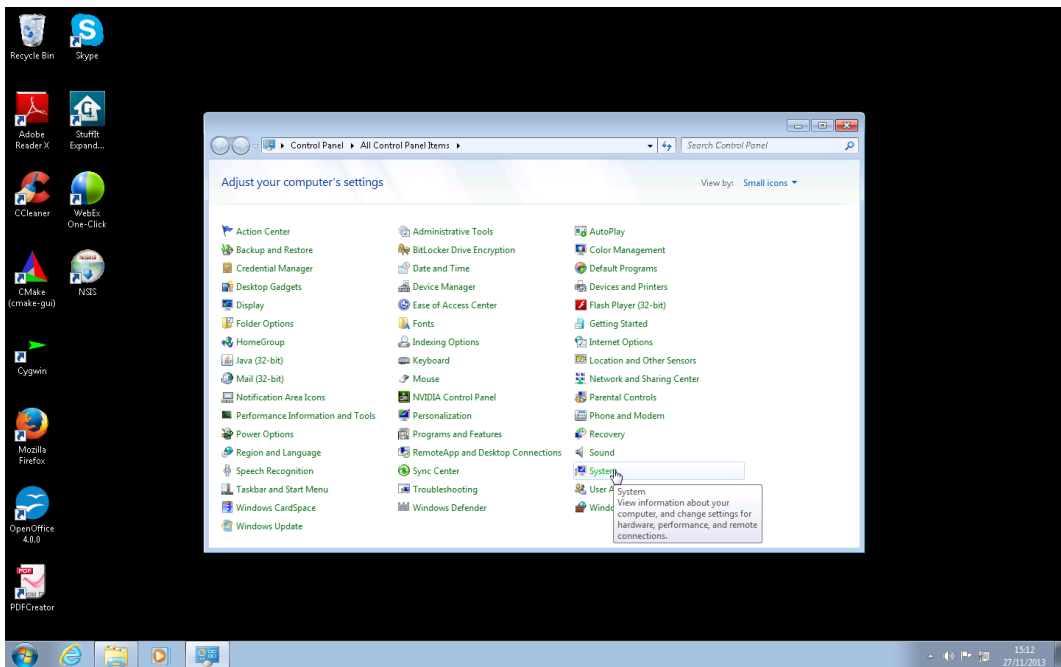 Recycle Bin
Skype
Adobe
Reader X
StuffIt
Expand...
CCleaner
WebEx
One-Click
CMake
(cmake-gui)
NSIS
Cygwin
Mozilla
Firefox
OpenOffice
4.0.0
PDF
PDFCreator
Control Panel
All Control Panel Items
Search Control Panel
Adjust your computer's settings
View by: Small icons
Action Center
Administrative Tools
AutoPlay
Backup and Restore
BitLocker Drive Encryption
Color Management
Credential Manager
Date and Time
Default Programs
Desktop Gadgets
Device Manager
Devices and Printers
Display
Ease of Access Center
Flash Player (32-bit)
Folder Options
Fonts
Getting Started
HomeGroup
Indexing Options
Internet Options
Java (32-bit)
Keyboard
Location and Other Sensors
Mail (32-bit)
Mouse
Network and Sharing Center
Notification Area Icons
NVIDIA Control Panel
Parental Controls
Performance Information and Tools
Personalization
Phone and Modem
Power Options
Programs and Features
Recovery
Region and Language
RemoteApp and Desktop Connections
Sound
Speech Recognition
Sync Center
System
Taskbar and Start Menu
Troubleshooting
User A
Windows CardSpace
Windows Defender
Windo
Windows Update
System
View information about your
computer, and change settings for
hardware, performance, and remote
connections.
15:12
27/11/2013